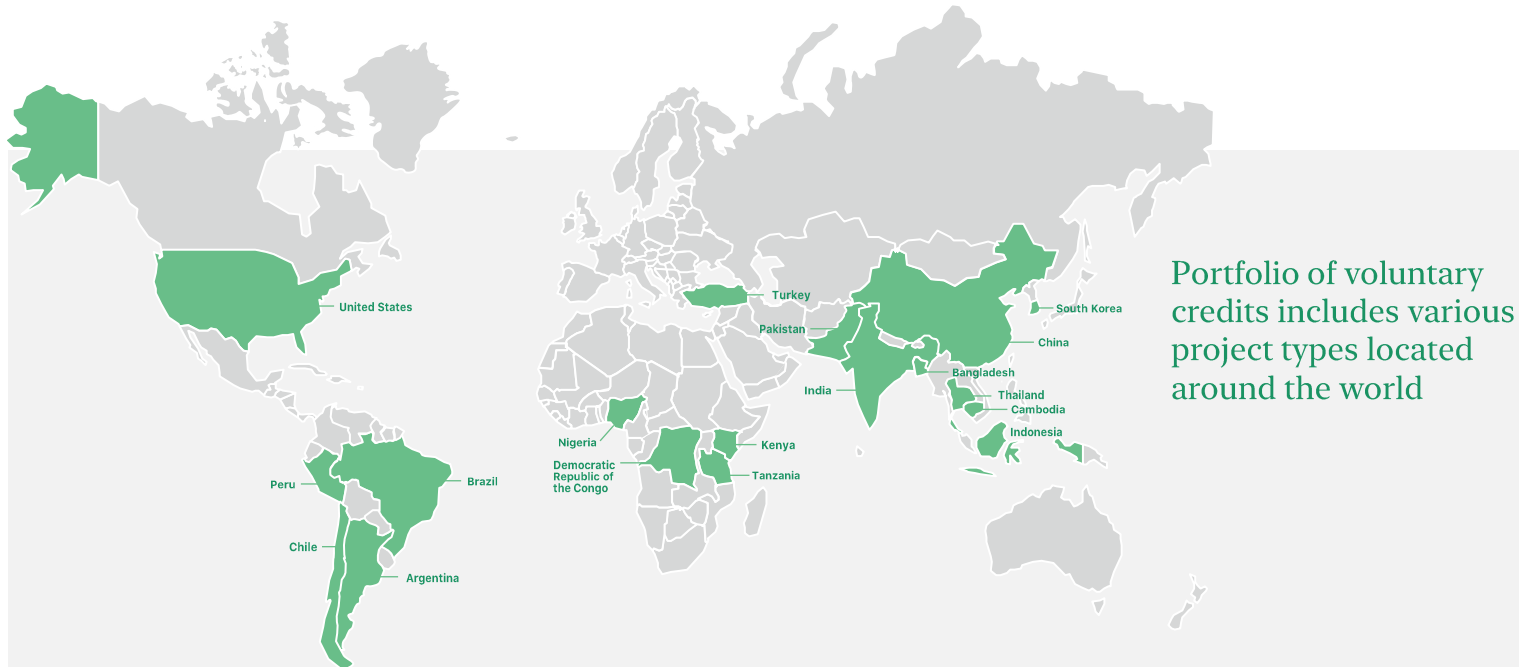 Portfolio of voluntary
credits includes various
project types located
around the world
United States
Peru
Brazil
Chile
Argentina
Turkey
Pakistan
South Korea
China
Bangladesh
India
Thailand
Cambodia
Indonesia
Nigeria
Democratic
Republic of
the Congo
Kenya
Tanzania